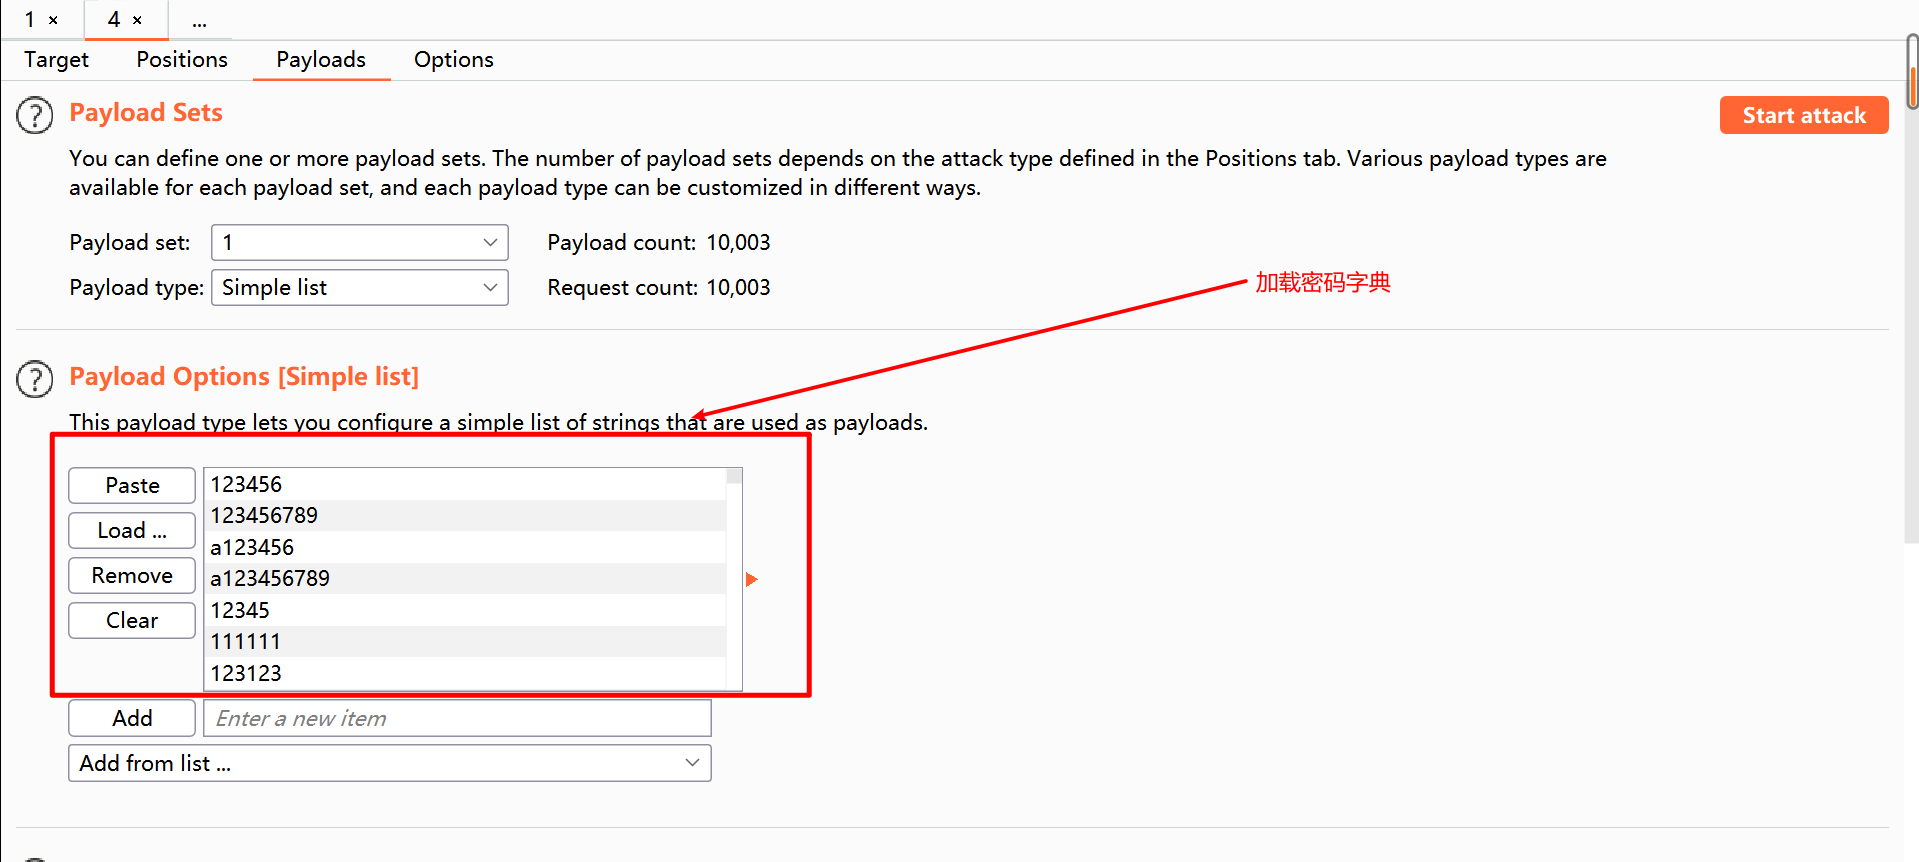 1 × 4 × ...
Target Positions Payloads Options
? Payload Sets Start attack
You can define one or more payload sets. The number of payload sets depends on the attack type defined in the Positions tab. Various payload types are
available for each payload set, and each payload type can be customized in different ways.
Payload set: 1 Payload count: 10,003
Payload type: Simple list Request count: 10,003
加载密码字典
? Payload Options [Simple list]
This payload type lets you configure a simple list of strings that are used as payloads.
Paste
Load ...
Remove
Clear
123456
123456789
a123456
a123456789
12345
111111
123123
Add Enter a new item
Add from list ...